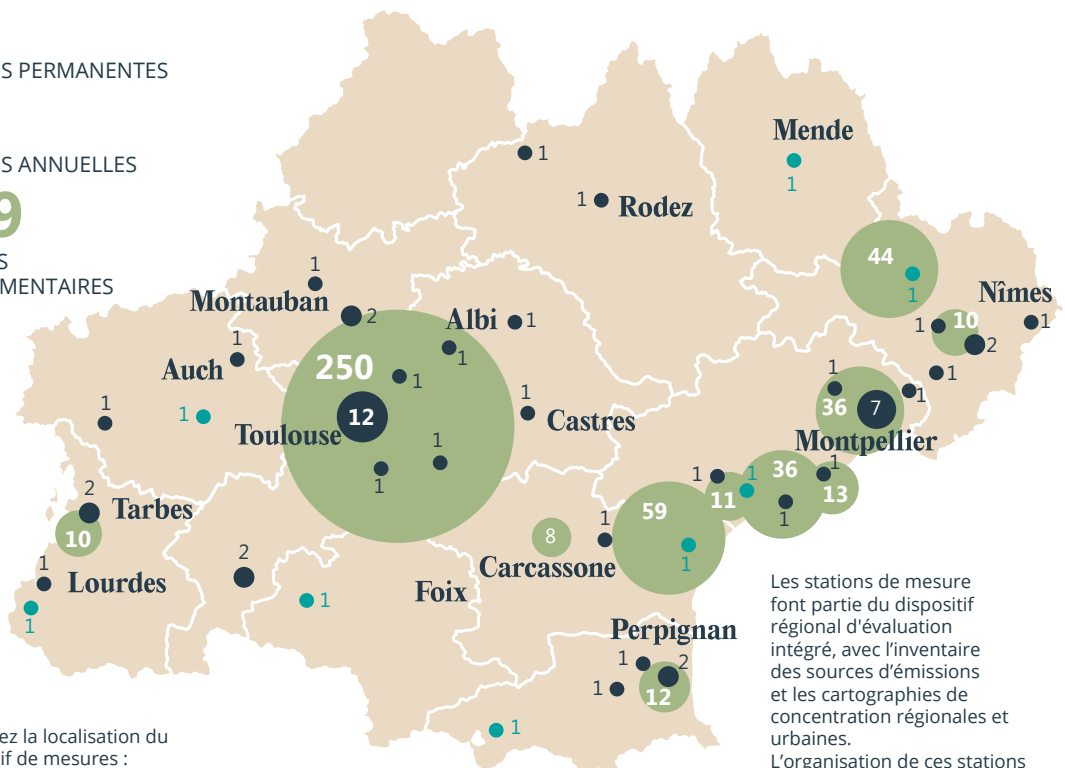 S PERMANENTES
S ANNUELLES
9
S
MENTAIRES
Mende
1
1
1
Rodez
44
1
Nîmes
1
1
10
2
1
1
Montauban
2
Albi
1
1
1
Auch
250
1
12
Toulouse
1
1
1
1
1
Castres
1
36
7
1
Montpellier
2
Tarbes
10
1
Lourdes
1
2
1
Foix
8
Carcassone
1
59
1
1
11
1
36
1
1
13
Perpignan
1
2
1
12
1
Les stations de mesure
font partie du dispositif
régional d'évaluation
intégré, avec l’inventaire
des sources d’émissions
et les cartographies de
concentration régionales et
urbaines.
L’organisation de ces stations
ez la localisation du
if de mesures :